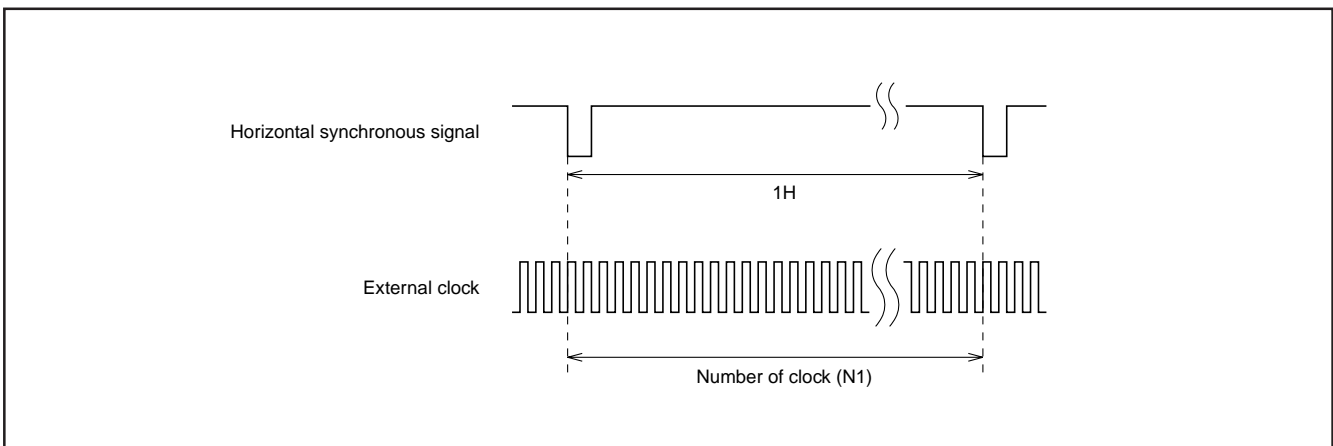 Horizontal synchronous signal
1H
External clock
Number of clock (N1)